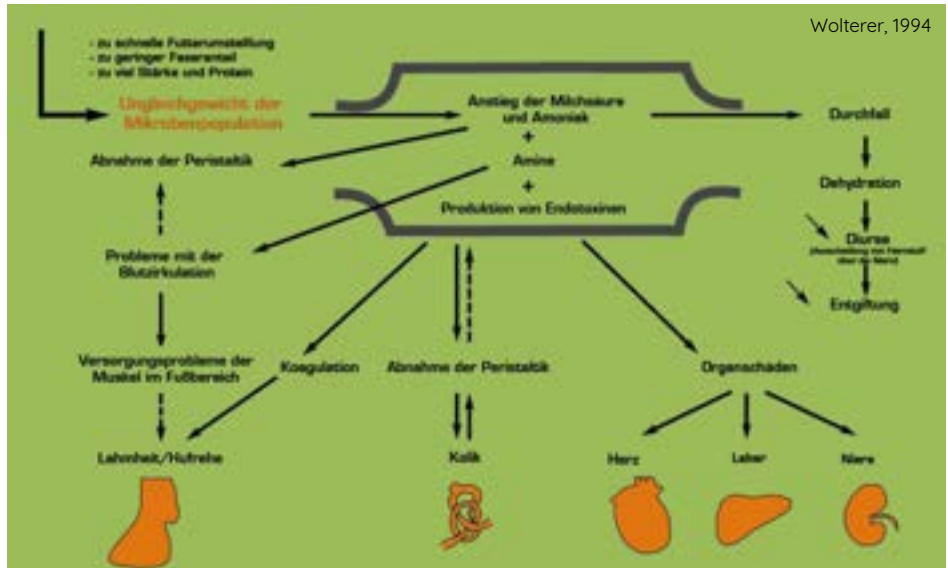 Wolterer, 1994
- zu schnelle Futterumstelllung
- zu geringer Faseranteil
- zu viel Stärke und Protein
Ungleichgewicht der
Mikrobenpopulation
Anstieg der Milchsäure
und Amoniak
+
Amine
+
Produktion von Endotoxinen
Durchfall
Abnahme der Peristaltik
Dehydration
Diurse
Probleme mit der
Blutzirkulation
Entgiftung
Versorgungsprobleme der
Muskel im Fußbereich
Koagulation
Abnahme der Peristaltik
Organschäden
Lahmheit/Hufrehe
Kolik
Herz
Leber
Niere